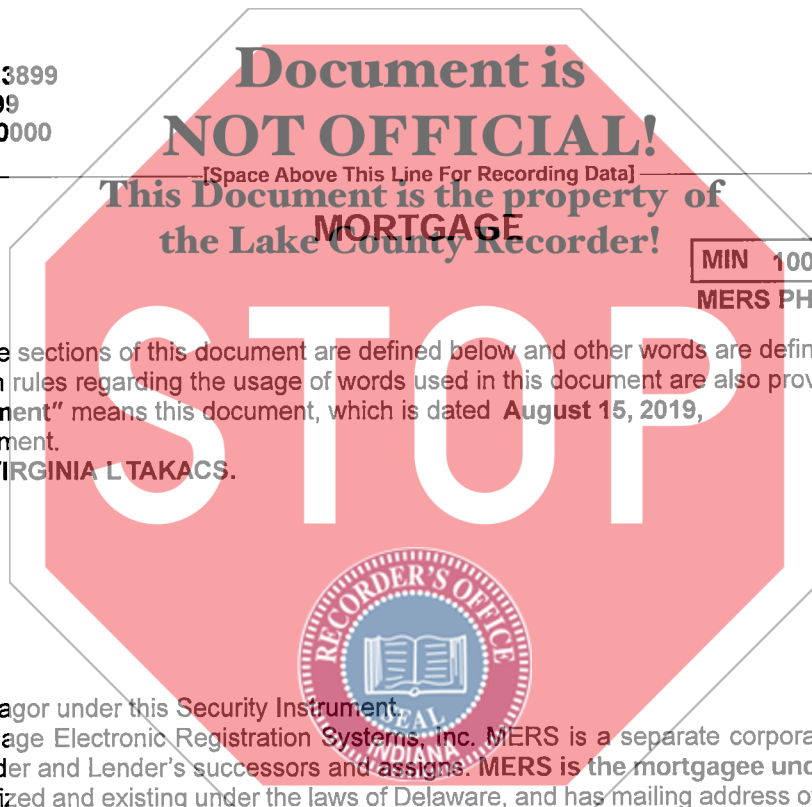 Document is
3899
99
NOT OFFICIAL!
0000
[Space Above This Line For Recording Data]
This Document is the property of
MORTGAGE
the Lake County Recorder!
MIN 100
MERS PH
STOP
e sections of this document are defined below and other words are defin
n rules regarding the usage of words used in this document are also prov
ment” means this document, which is dated August 15, 2019,
ment.
VIRGINIA L TAKACS.
RECORDER'S OFFICE
SEAL
INDIANA
agor under this Security Instrument.
age Electronic Registration Systems, Inc. MERS is a separate corpora
der and Lender's successors and assigns. MERS is the mortgagee und
ized and existing under the laws of Delaware, and has mailing address o